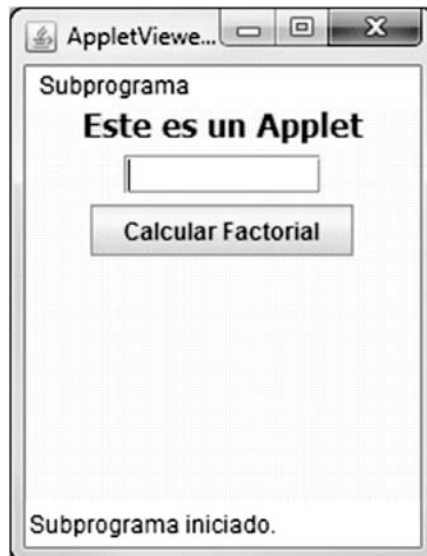 AppletViewe...
Subprograma
Este es un Applet
Calcular Factorial
Subprograma iniciado.